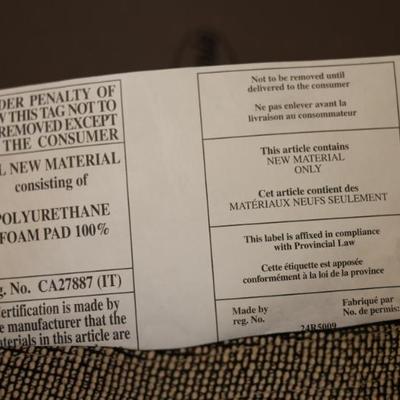 DER PENALTY OF
THIS TAG NOT TO
REMOVED EXCEPT
THE CONSUMER
L NEW MATERIAL
consisting of
POLYURETHANE
FOAM PAD 100%
g. No. CA27887 (IT)
ertification is made by
e manufacturer that the
aterials in this article are
Not to be removed until
delivered to the consumer
Ne pas enlever avant la
livraison au consommateur
This article contains
NEW MATERIAL
ONLY
Cet article contient des
MATÉRIAUX NEUFS SEULEMENT
This label is affixed in compliance
with Provincial Law
Cette étiquette est apposée
conformément à la loi de la province
Made by
reg. No.
Fabriqué par
No. de permis:
24R5009